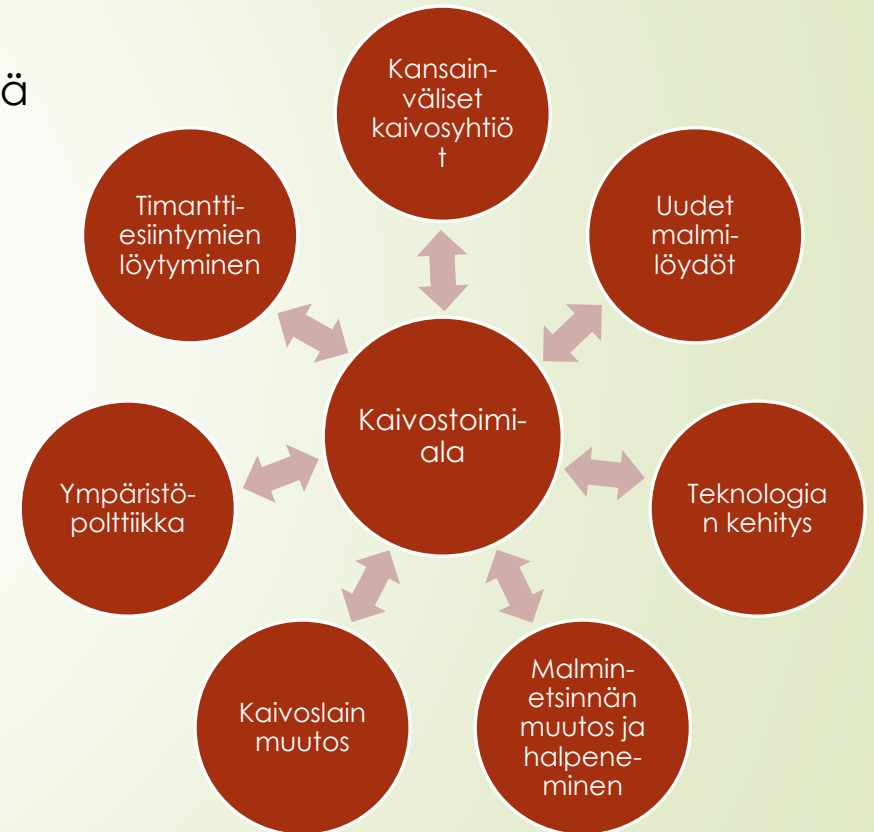 ä
Kansain-
väliset
kaivosyhtiö
t
Timantti-
esiintymien
löytyminen
Uudet
malmi-
löydöt
Kaivostoimi-
ala
Ympäristö-
polttiikka
Teknologia
n kehitys
Kaivoslain
muutos
Malmin-
etsinnän
muutos ja
halpene-
minen